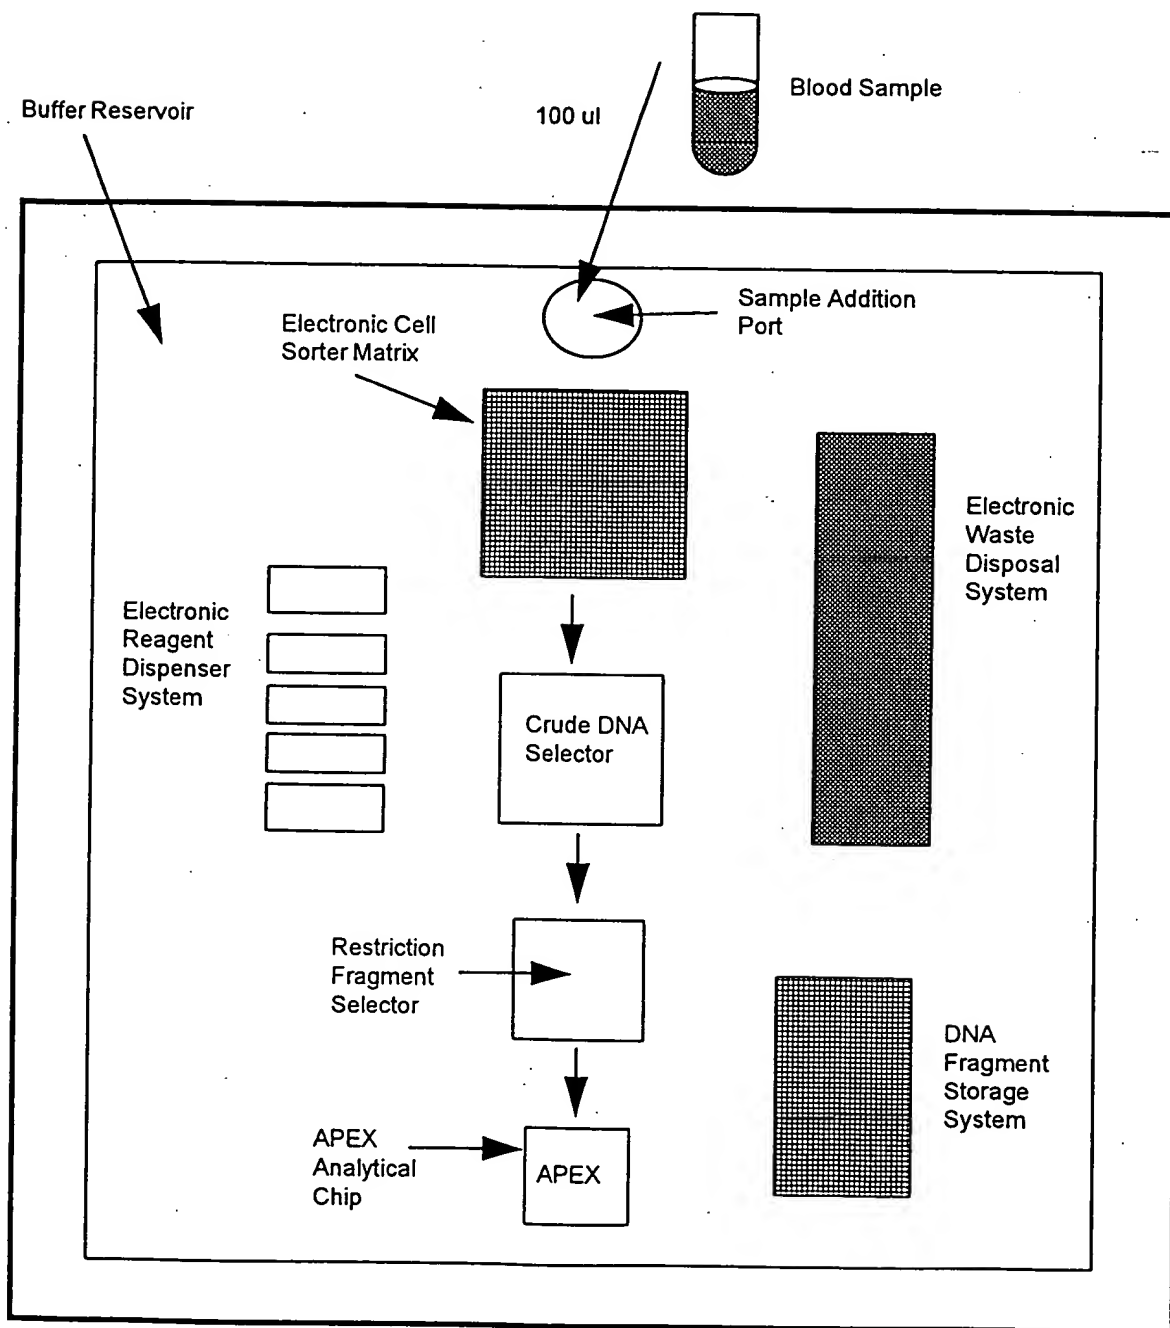 Blood Sample
Buffer Reservoir
100 ul
Sample Addition
Port
Electronic Cell
Sorter Matrix
Electronic
Waste
Disposal
System
Electronic
Reagent
Dispenser
System
Crude DNA
Selector
Restriction
Fragment
Selector
DNA
Fragment
Storage
System
APEX
Analytical
Chip
APEX